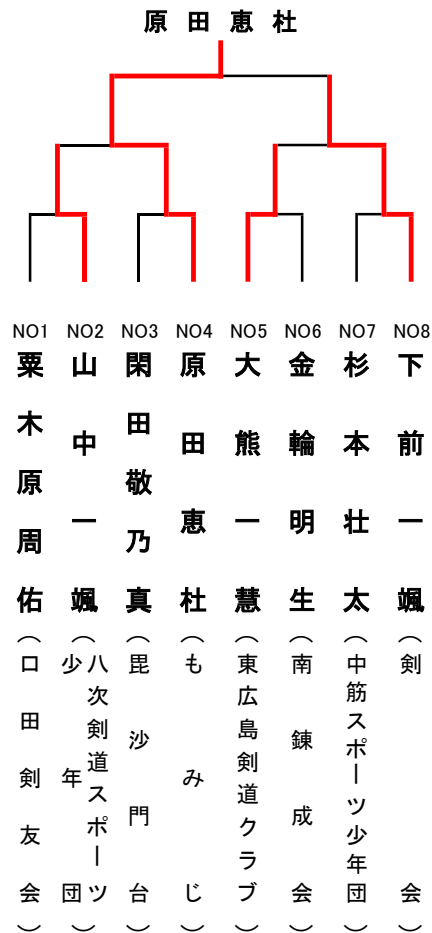 原田恵杜
NO1 NO2 NO3 NO4 NO5 NO6 NO7 NO8
粟木原周佑（口田剣友会）
山中一颯（八次剣道スポーツ少年団）
閑田敬乃真（毘沙門台）
原田恵杜（もみじ）
大熊一慧（東広島剣道クラブ）
金輪明生（南錬成会）
杉本壮太（中筋スポーツ少年団）
下前一颯（剣会）